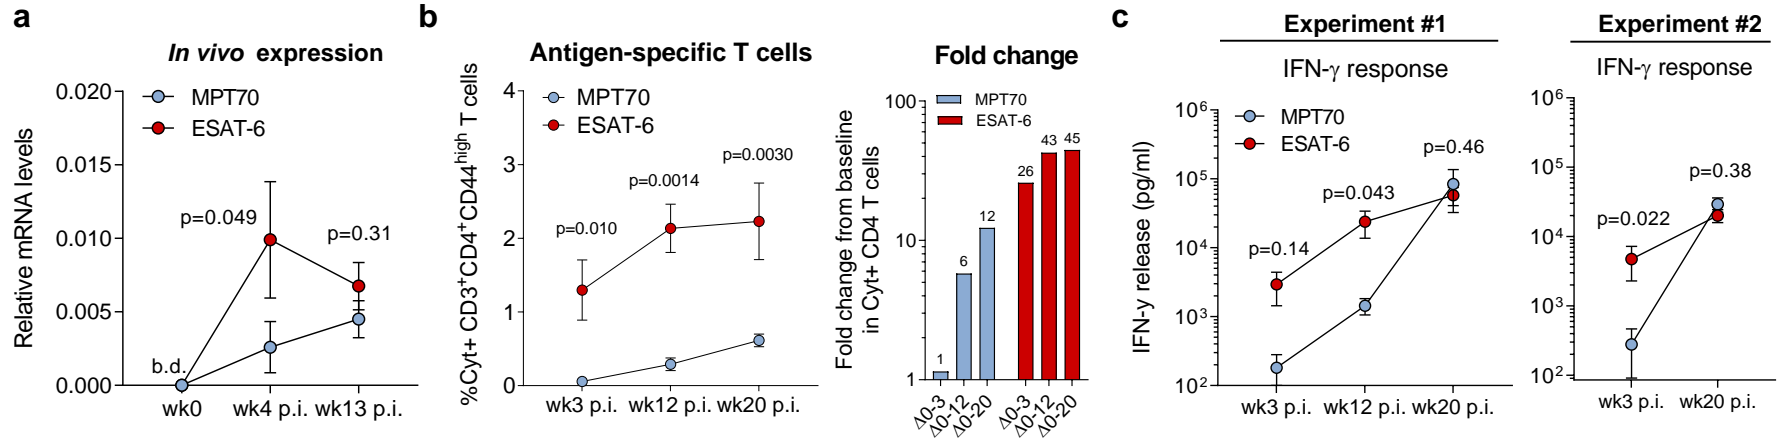 a
In vivo expression
Relative mRNA levels
0.020
0.015
0.010
0.005
0.000
MPT70
ESAT-6
p=0.049
p=0.31
b.d.
wk0 wk4 p.i. wk13 p.i.
b
Antigen-specific T cells
%Cyt+ CD3⁺CD4⁺CD44ʰⁱᵍʰ T cells
4
3
2
1
0
MPT70
ESAT-6
p=0.010
p=0.0014
p=0.0030
wk3 p.i. wk12 p.i. wk20 p.i.
Fold change
Fold change from baseline
in Cyt+ CD4 T cells
100
10
1
MPT70
ESAT-6
1
6
12
26
43
45
Δ0-3
Δ0-12
Δ0-20
Δ0-3
Δ0-12
Δ0-20
c
Experiment #1
IFN-γ response
IFN-y release (pg/ml)
10⁶
10⁵
10⁴
10³
10²
MPT70
ESAT-6
p=0.14
p=0.043
p=0.46
wk3 p.i. wk12 p.i. wk20 p.i.
Experiment #2
IFN-γ response
10⁶
10⁵
10⁴
10³
10²
p=0.022
p=0.38
wk3 p.i. wk20 p.i.